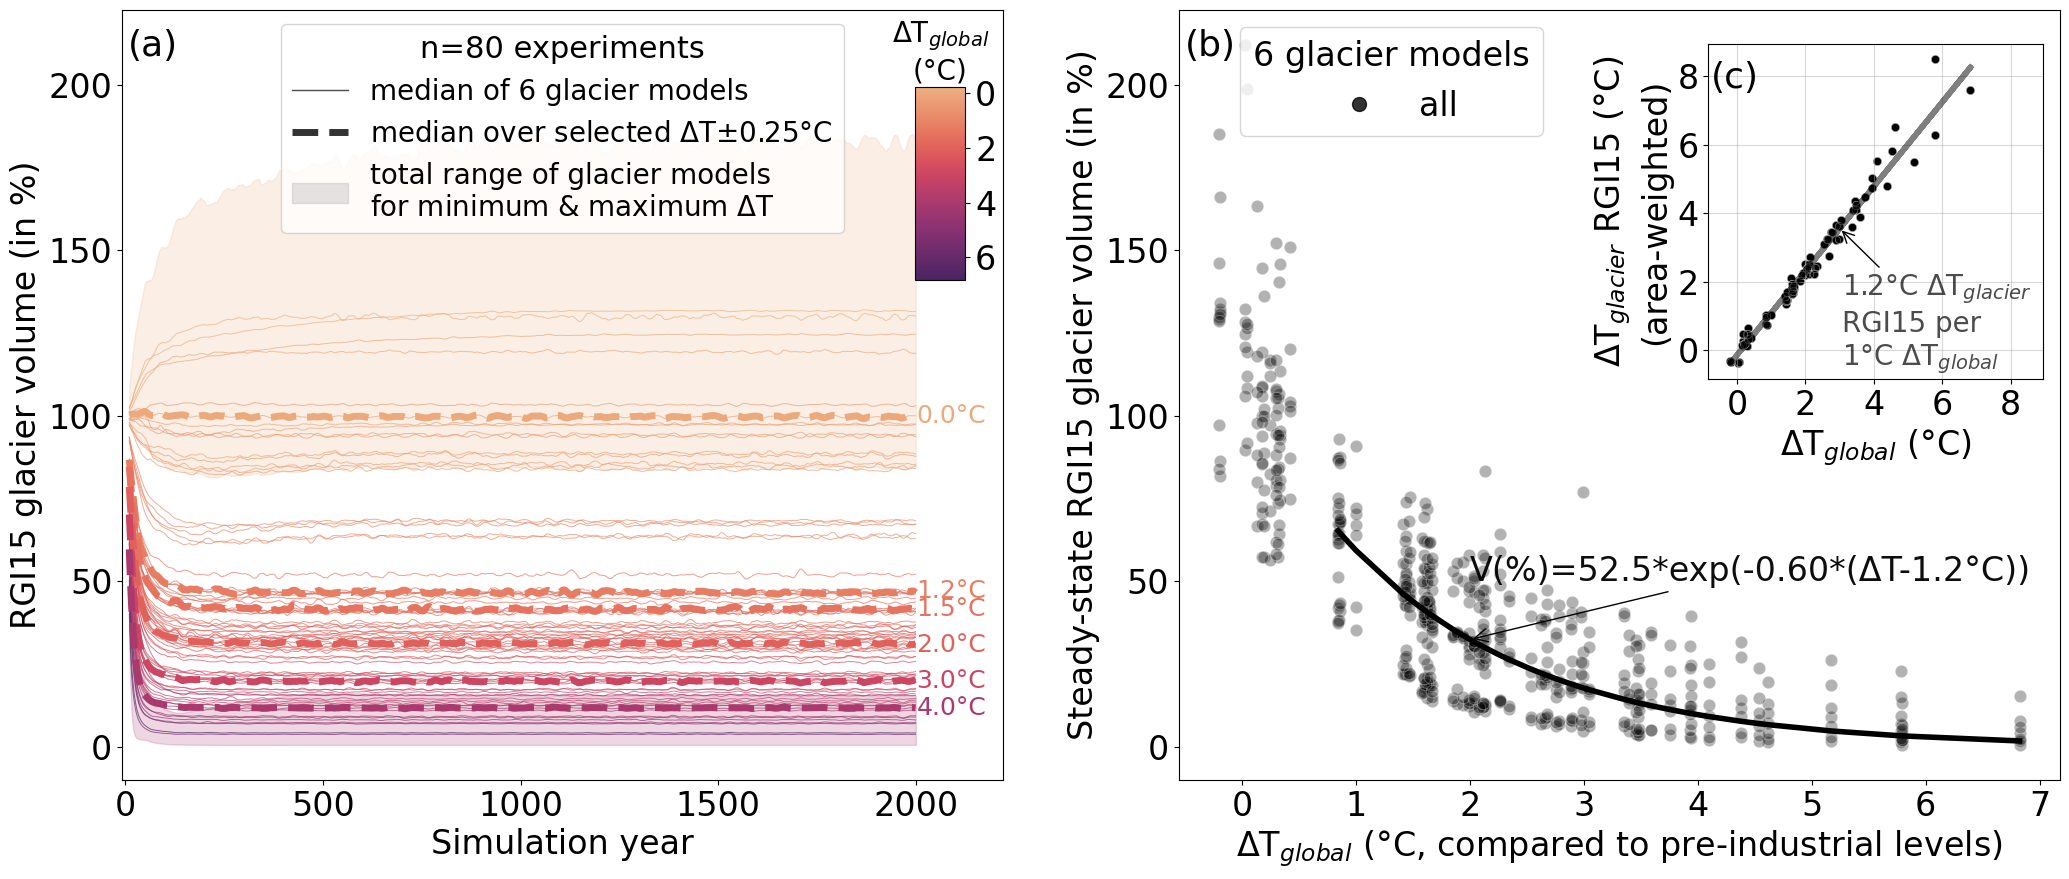 (a)
n=80 experiments
median of 6 glacier models
median over selected ΔT±0.25°C
total range of glacier models
for minimum & maximum ΔT
ΔTglobal
(°C)
0
2
4
6
RGI15 glacier volume (in %)
200
150
100
50
0
0.0°C
1.2°C
1.5°C
2.0°C
3.0°C
4.0°C
0 500 1000 1500 2000
Simulation year
(b)
6 glacier models
all
Steady-state RGI15 glacier volume (in %)
200
150
100
50
0
V(%)=52.5*exp(-0.60*(ΔT-1.2°C))
0 1 2 3 4 5 6 7
ΔTglobal (°C, compared to pre-industrial levels)
(c)
ΔTglacier RGI15 (°C)
(area-weighted)
8
6
4
2
0
1.2°C ΔTglacier
RGI15 per
1°C ΔTglobal
0 2 4 6 8
ΔTglobal (°C)